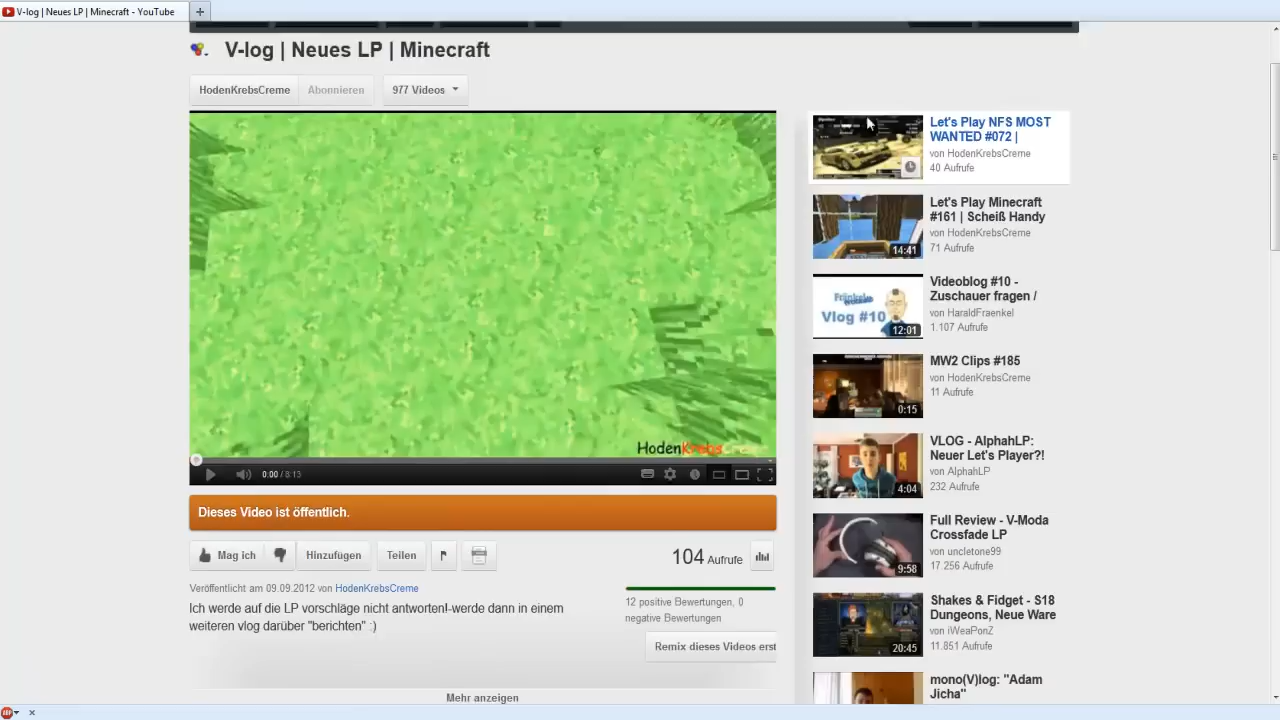 V-log | Neues LP | Minecraft - YouTube
V-log | Neues LP | Minecraft
HodenKrebsCreme Abonnieren 977 Videos
HodenKrebsCreme
0:00 / 8:13
Dieses Video ist öffentlich.
Mag ich Hinzufügen Teilen
104 Aufrufe
Veröffentlicht am 09.09.2012 von HodenKrebsCreme
Ich werde auf die LP vorschläge nicht antworten!-werde dann in einem
weiteren vlog darüber "berichten" :)
12 positive Bewertungen, 0
negative Bewertungen
Remix dieses Videos erst
Mehr anzeigen
Let's Play NFS MOST
WANTED #072 |
von HodenKrebsCreme
40 Aufrufe
Let's Play Minecraft
#161 | Scheiß Handy
von HodenKrebsCreme
71 Aufrufe
14:41
Videoblog #10 -
Zuschauer fragen /
von HaraldFraenkel
1.107 Aufrufe
Vlog #10
12:01
MW2 Clips #185
von HodenKrebsCreme
11 Aufrufe
0:15
VLOG - AlphahLP:
Neuer Let's Player?!
von AlphahLP
232 Aufrufe
4:04
Full Review - V-Moda
Crossfade LP
von uncletone99
17.256 Aufrufe
9:58
Shakes & Fidget - S18
Dungeons, Neue Ware
von iWeaPonZ
11.851 Aufrufe
20:45
mono(V)log: "Adam
Jicha"
ABP